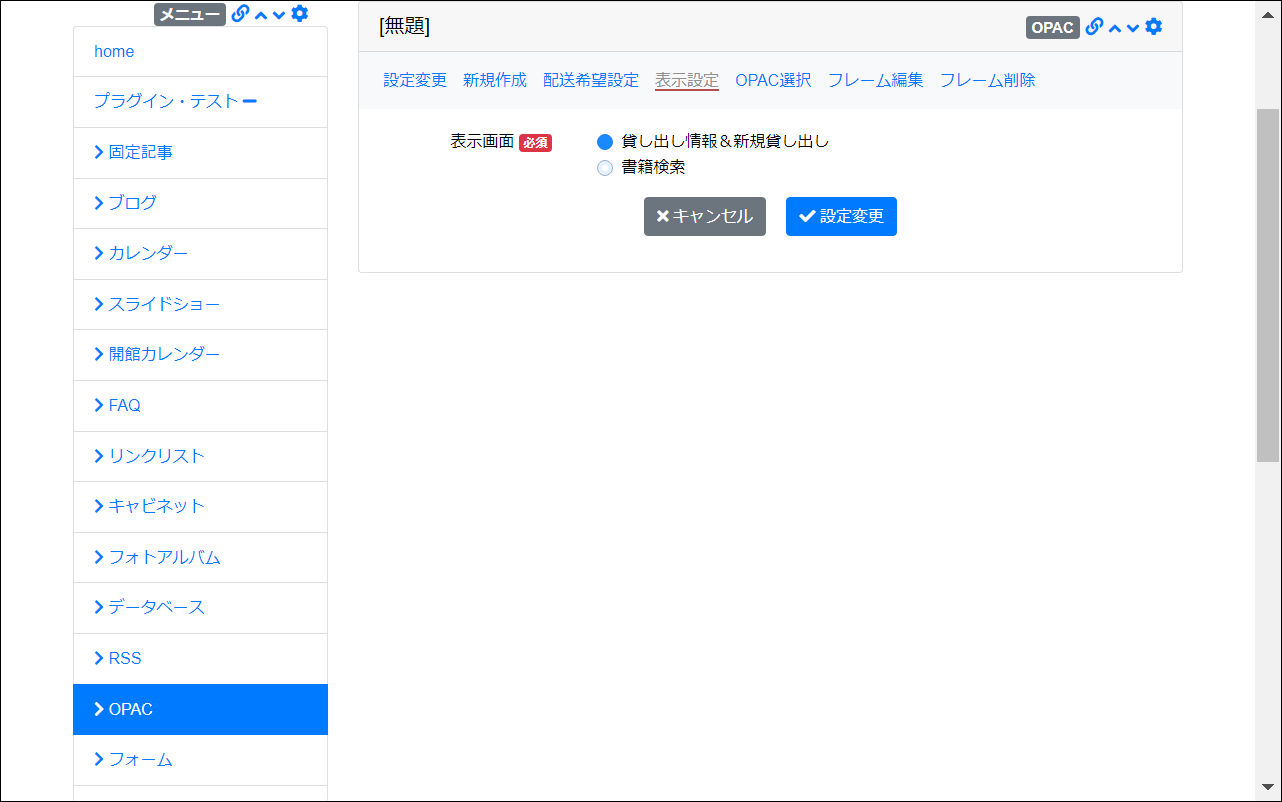 メニュー
home
プラグイン・テスト
固定記事
ブログ
カレンダー
スライドショー
開館カレンダー
FAQ
リンクリスト
キャビネット
フォトアルバム
データベース
RSS
OPAC
フォーム
[無題]
OPAC
設定変更 新規作成 配送希望設定 表示設定 OPAC選択 フレーム編集 フレーム削除
表示画面 必須
貸し出し情報＆新規貸し出し
書籍検索
キャンセル 設定変更